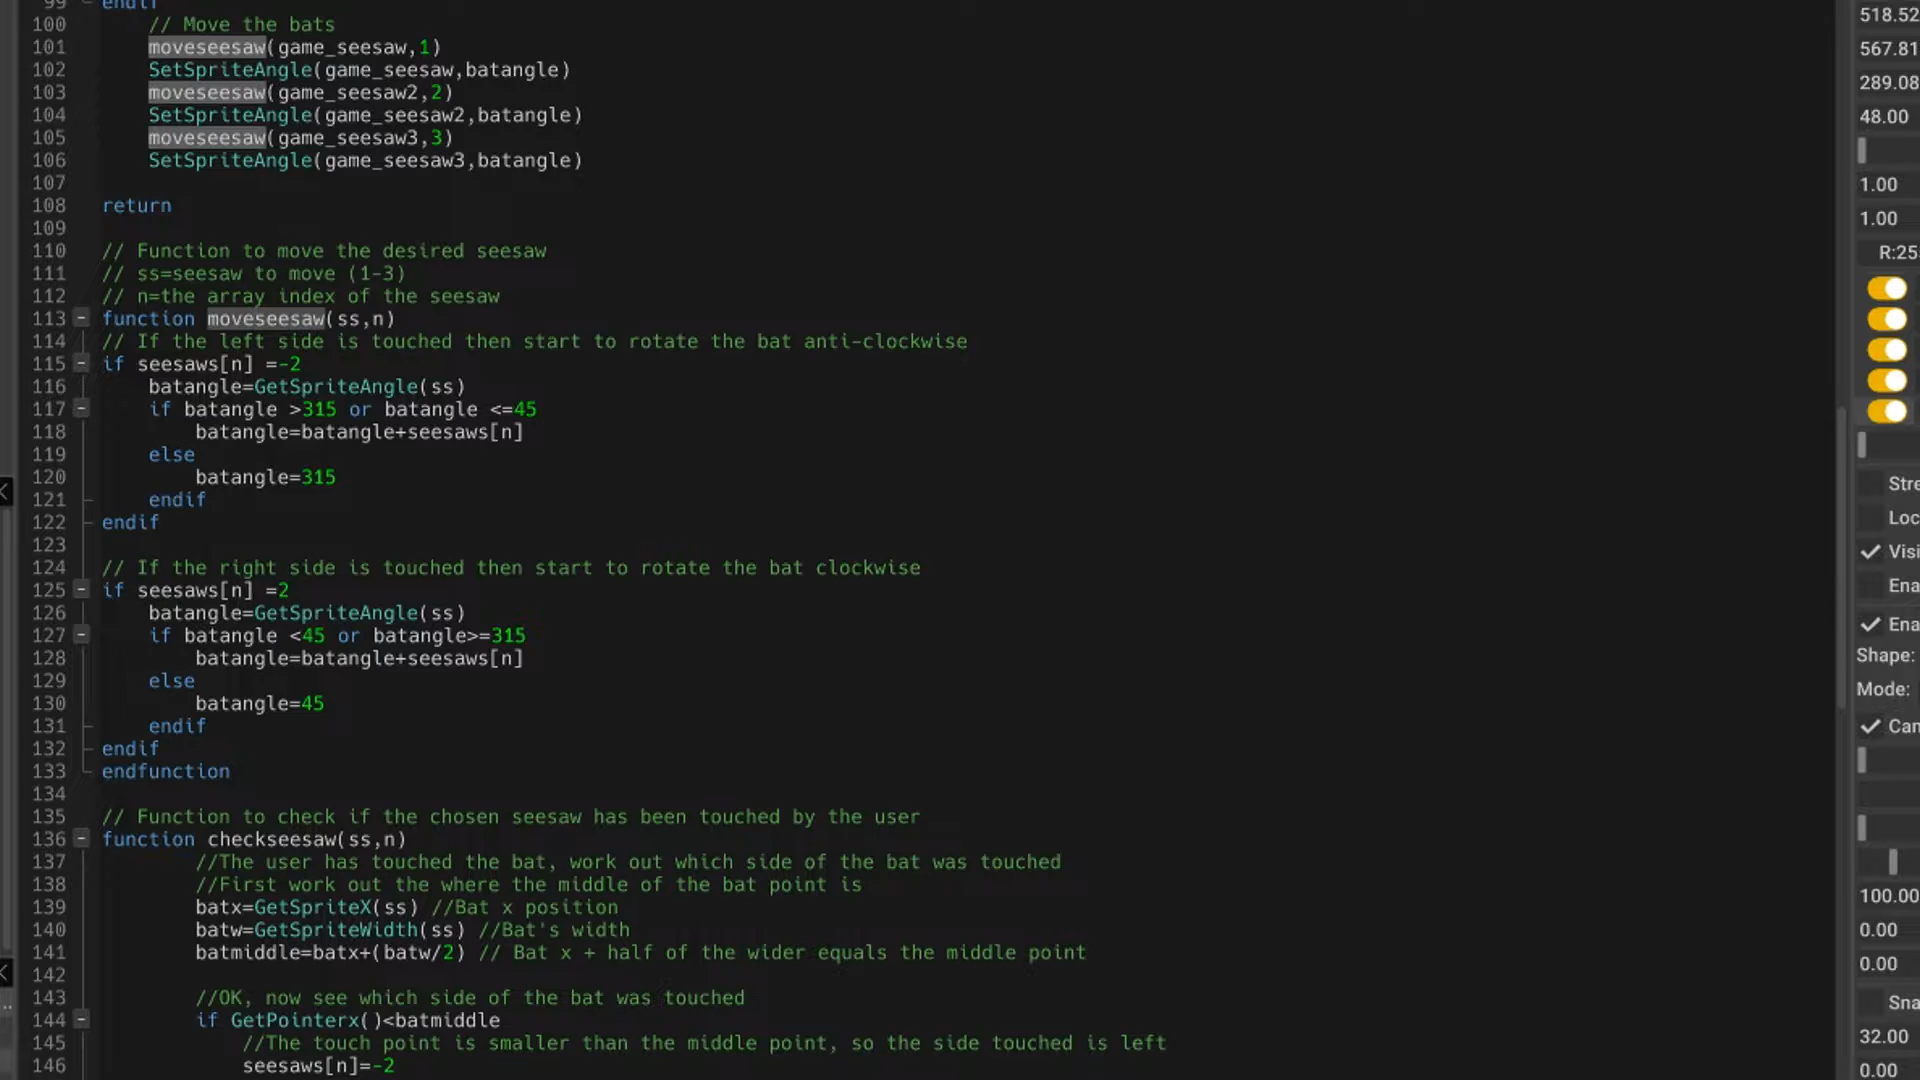 99 endif
100 // Move the bats
101 moveseesaw(game_seesaw,1)
102 SetSpriteAngle(game_seesaw,batangle)
103 moveseesaw(game_seesaw2,2)
104 SetSpriteAngle(game_seesaw2,batangle)
105 moveseesaw(game_seesaw3,3)
106 SetSpriteAngle(game_seesaw3,batangle)
107
108 return
109
110 // Function to move the desired seesaw
111 // ss=seesaw to move (1-3)
112 // n=the array index of the seesaw
113 function moveseesaw(ss,n)
114 // If the left side is touched then start to rotate the bat anti-clockwise
115 if seesaws[n] =-2
116 batangle=GetSpriteAngle(ss)
117 if batangle >315 or batangle <=45
118 batangle=batangle+seesaws[n]
119 else
120 batangle=315
121 endif
122 endif
123
124 // If the right side is touched then start to rotate the bat clockwise
125 if seesaws[n] =2
126 batangle=GetSpriteAngle(ss)
127 if batangle <45 or batangle>=315
128 batangle=batangle+seesaws[n]
129 else
130 batangle=45
131 endif
132 endif
133 endfunction
134
135 // Function to check if the chosen seesaw has been touched by the user
136 function checkseesaw(ss,n)
137 //The user has touched the bat, work out which side of the bat was touched
138 //First work out the where the middle of the bat point is
139 batx=GetSpriteX(ss) //Bat x position
140 batw=GetSpriteWidth(ss) //Bat's width
141 batmiddle=batx+(batw/2) // Bat x + half of the wider equals the middle point
142
143 //OK, now see which side of the bat was touched
144 if GetPointerx()<batmiddle
145 //The touch point is smaller than the middle point, so the side touched is left
146 seesaws[n]=-2
518.52
567.81
289.08
48.00
1.00
1.00
R:25
Stre
Loc
Visi
Ena
Ena
Shape:
Mode:
Can
100.00
0.00
0.00
Sna
32.00
0.00